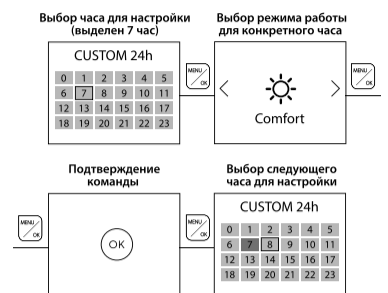 Выбор часа для настройки
(выделен 7 час)
CUSTOM 24h
0 1 2 3 4 5
6 7 8 9 10 11
12 13 14 15 16 17
18 19 20 21 22 23
MENU/OK
Выбор режима работы
для конкретного часа
Comfort
MENU/OK
MENU/OK
Подтверждение
команды
OK
MENU/OK
Выбор следующего
часа для настройки
CUSTOM 24h
0 1 2 3 4 5
6 7 8 9 10 11
12 13 14 15 16 17
18 19 20 21 22 23